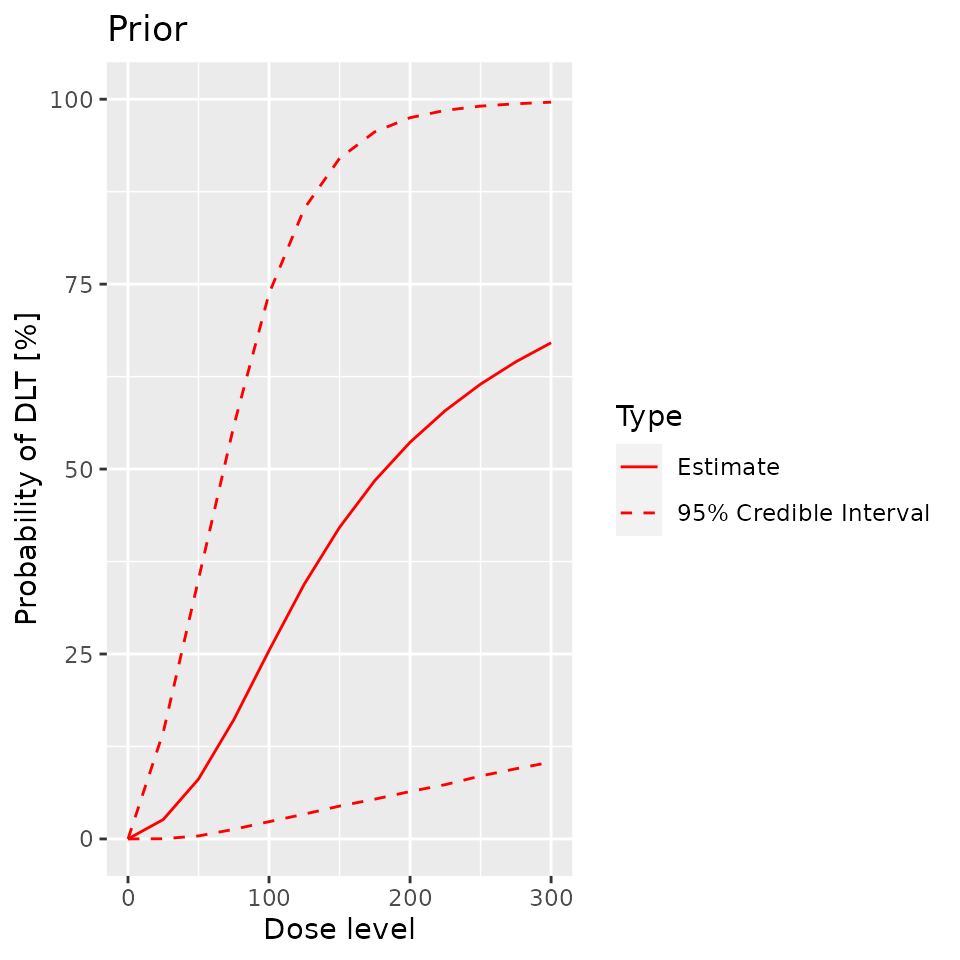 Prior
100
75
50
25
0
Probability of DLT [%]
0 100 200 300
Dose level
Type
Estimate
95% Credible Interval